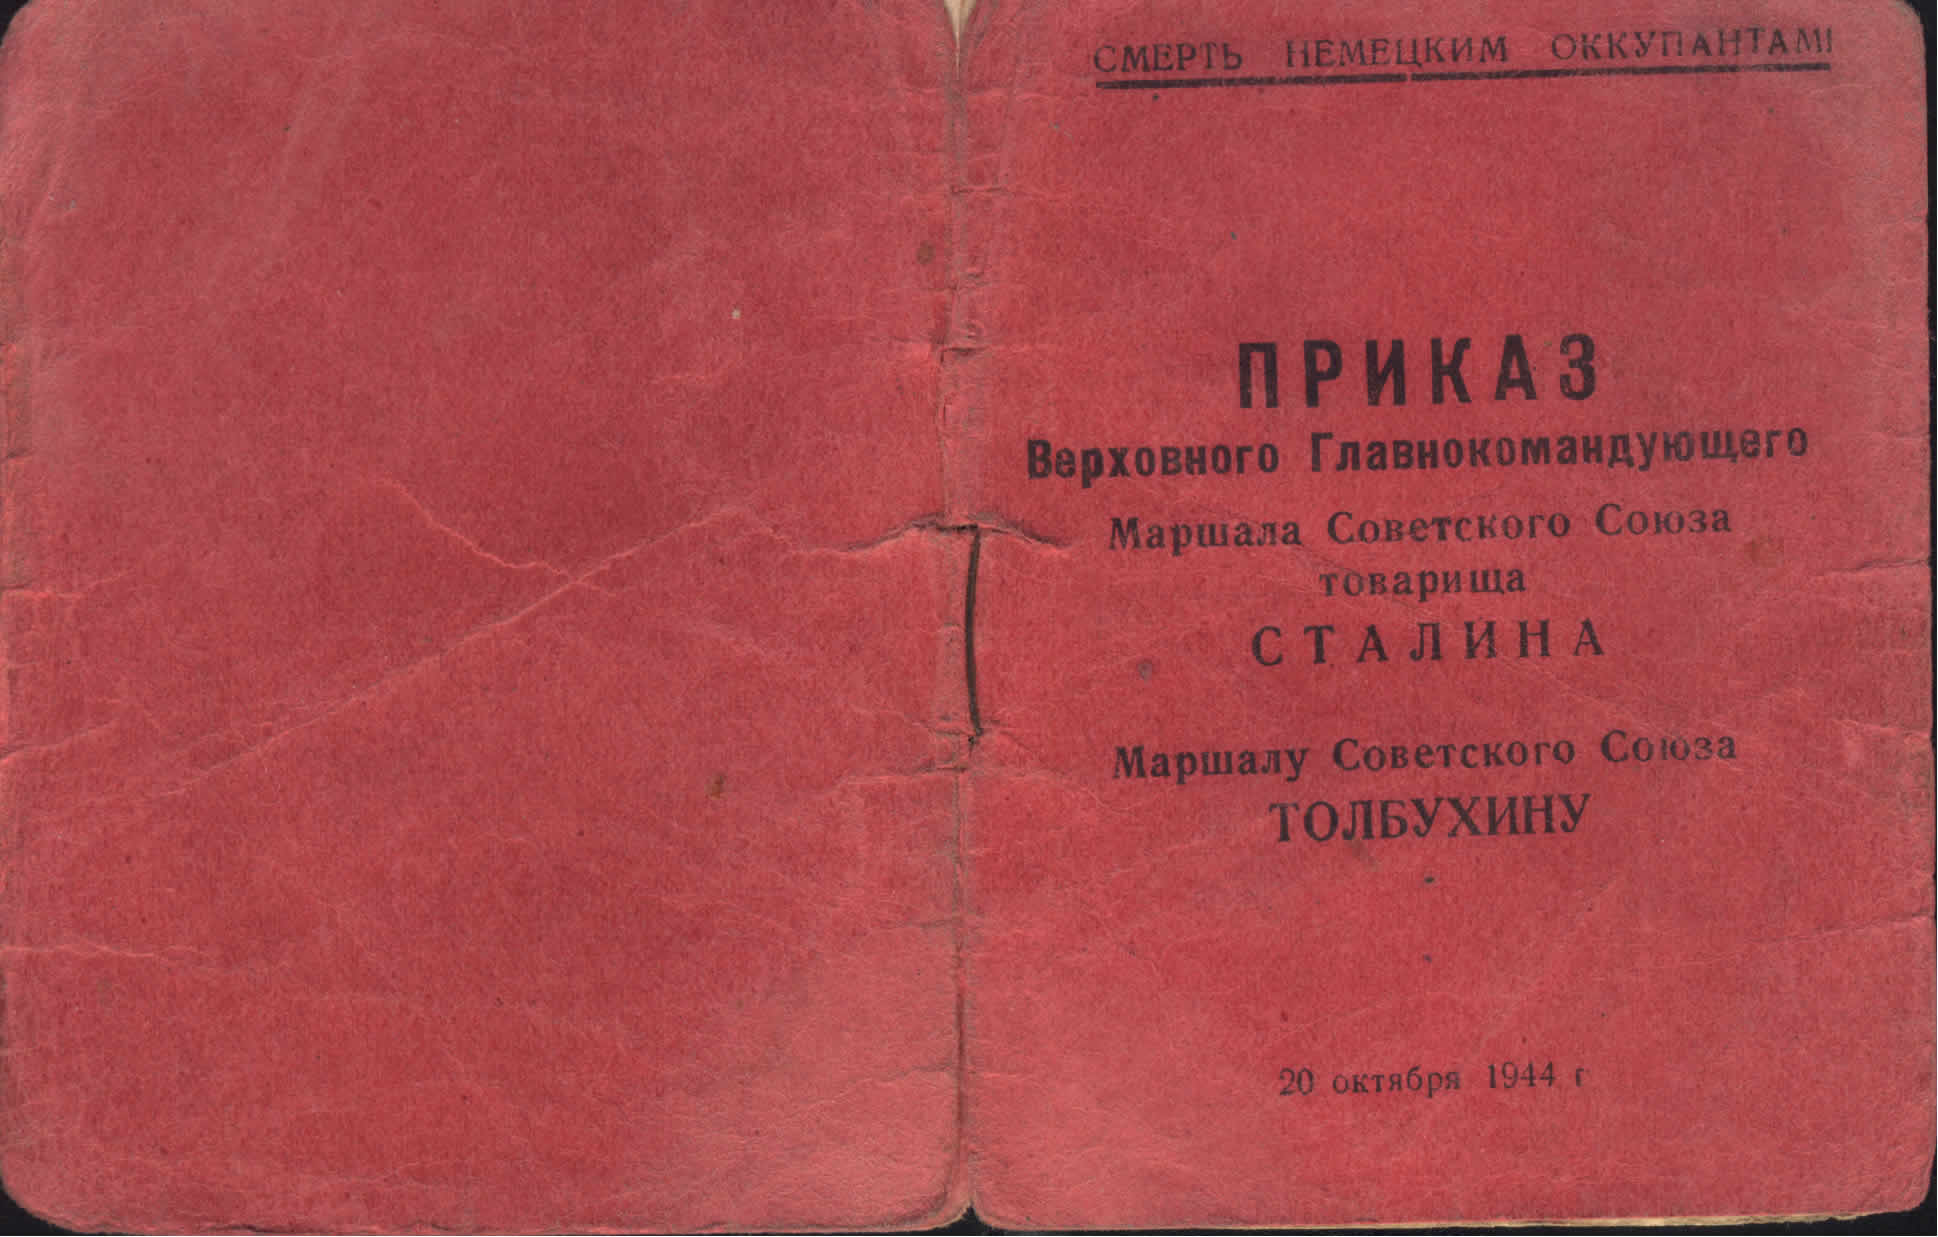 СМЕРТЬ НЕМЕЦКИМ ОККУПАНТАМ!
ПРИКАЗ
Верховного Главнокомандующего
Маршала Советского Союза
товарища
СТАЛИНА
Маршалу Советского Союза
ТОЛБУХИНУ
20 октября 1944 г